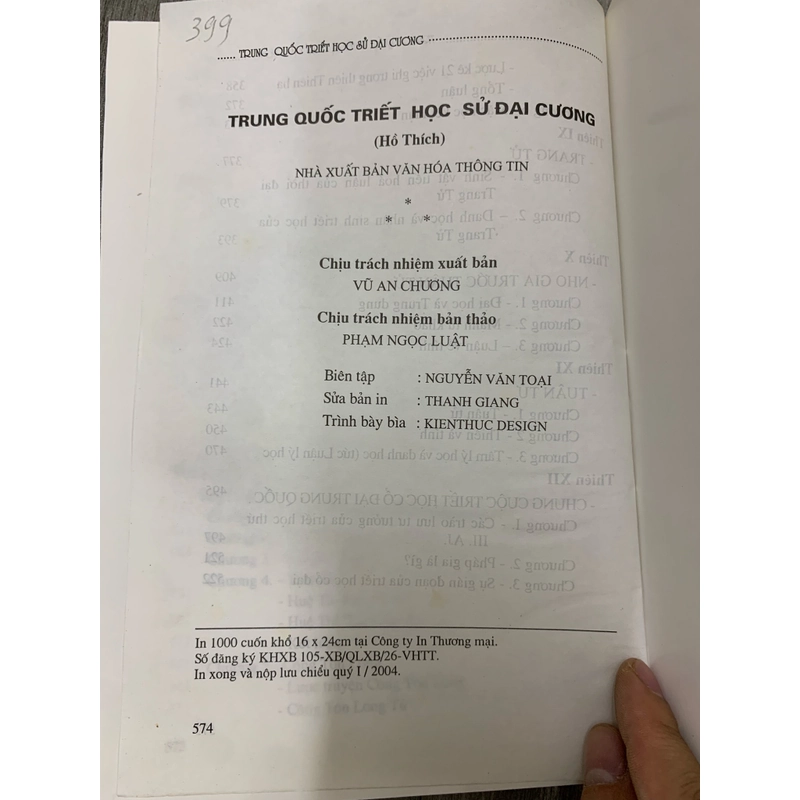 399
...... TRUNG QUỐC TRIẾT HỌC SỬ ĐẠI CƯƠNG ......................................
TRUNG QUỐC TRIẾT HỌC SỬ ĐẠI CƯƠNG
(Hồ Thích)
NHÀ XUẤT BẢN VĂN HÓA THÔNG TIN
*
* *
Chịu trách nhiệm xuất bản
VŨ AN CHƯƠNG
Chịu trách nhiệm bản thảo
PHẠM NGỌC LUẬT
Biên tập : NGUYỄN VĂN TOẠI
Sửa bản in : THANH GIANG
Trình bày bìa : KIENTHUC DESIGN
In 1000 cuốn khổ 16 x 24cm tại Công ty In Thương mại.
Số đăng ký KHXB 105-XB/QLXB/26-VHTT.
In xong và nộp lưu chiểu quý I / 2004.
574